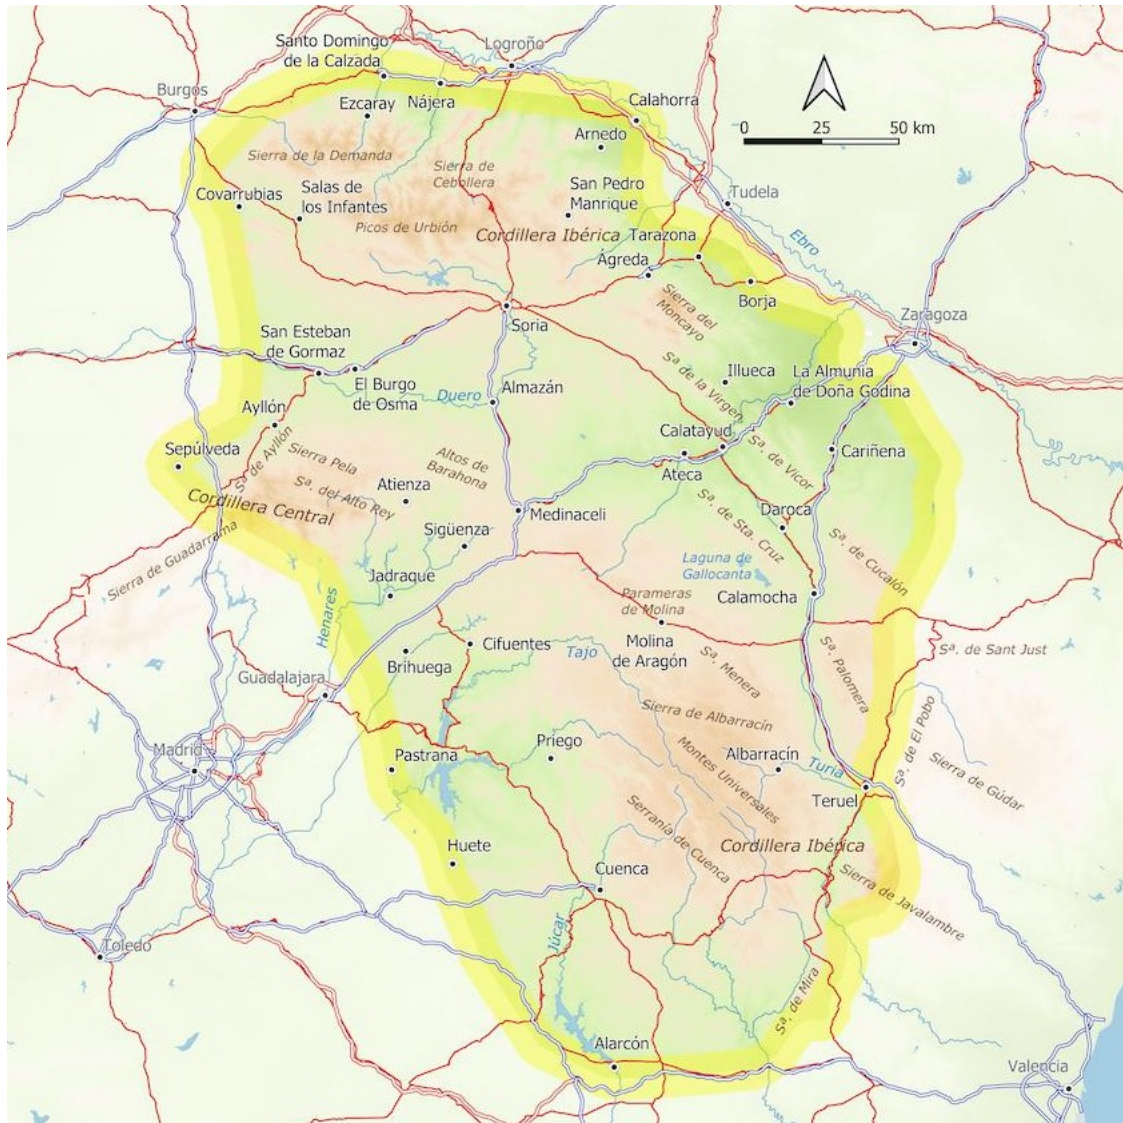 Santo Domingo
de la Calzada
Logroño
Burgos
Ezcaray
Nájera
Calahorra
0 25 50 km
Arnedo
Sierra de la Demanda
Sierra de
Cebollera
Covarrubias
Salas de
los Infantes
San Pedro
Manrique
Tudela
Picos de Urbión
Cordillera Ibérica
Tarazona
Ebro
Ágreda
Borja
Sierra del
Moncayo
Soria
Zaragoza
San Esteban
de Gormaz
El Burgo
de Osma
Duero
Almazán
Sª. de la Virgen
Illueca
La Almunia
de Doña Godina
Ayllón
Sepúlveda
Sª de Ayllón
Sierra Pela
Altos de
Barahona
Calatayud
Ateca
Sª. de Vicor
Cariñena
Cordillera Central
Sª. del Alto Rey
Atienza
Medinaceli
Sª. de Sta. Cruz
Daroca
Sigüenza
Sierra de Guadarrama
Laguna de
Gallocanta
Sª. de Cucalón
Jadraque
Henares
Parameras
de Molina
Calamocha
Cifuentes
Tajo
Molina
de Aragón
Brihuega
Sª. Menera
Sª. Palomera
Sª. de Sant Just
Guadalajara
Sierra de Albarracín
Sª. de El Pobo
Madrid
Pastrana
Priego
Montes Universales
Albarracín
Turia
Teruel
Sierra de Gúdar
Serranía de Cuenca
Huete
Cordillera Ibérica
Cuenca
Sierra de Javalambre
Toledo
Júcar
Sª. de Mira
Alarcón
Valencia